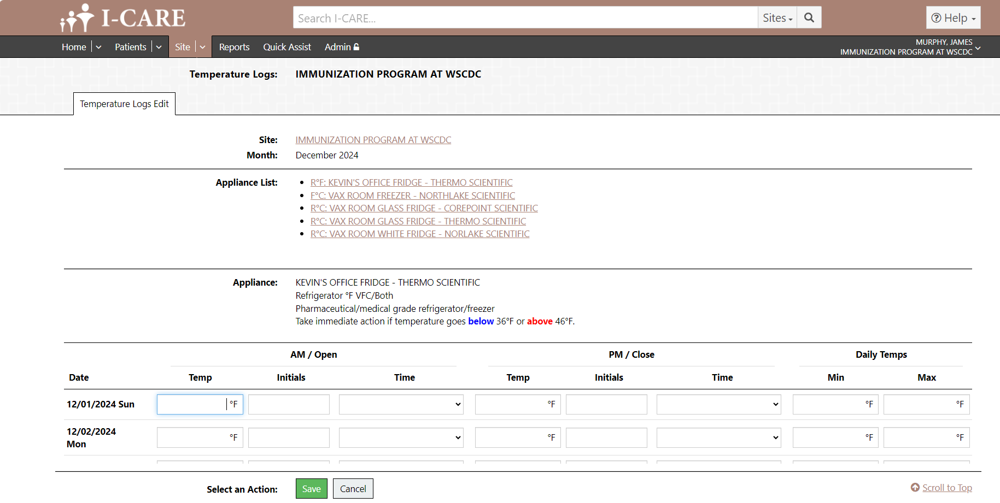 I-CARE
Search I-CARE...
Sites
Help
Home
Patients
Site
Reports
Quick Assist
Admin
MURPHY, JAMES
IMMUNIZATION PROGRAM AT WSCDC
Temperature Logs: IMMUNIZATION PROGRAM AT WSCDC
Temperature Logs Edit
Site: IMMUNIZATION PROGRAM AT WSCDC
Month: December 2024
Appliance List:
• R°F: KEVIN'S OFFICE FRIDGE - THERMO SCIENTIFIC
• F°C: VAX ROOM FREEZER - NORTHLAKE SCIENTIFIC
• R°C: VAX ROOM GLASS FRIDGE - COREPOINT SCIENTIFIC
• R°C: VAX ROOM GLASS FRIDGE - THERMO SCIENTIFIC
• R°C: VAX ROOM WHITE FRIDGE - NORLAKE SCIENTIFIC
Appliance: KEVIN'S OFFICE FRIDGE - THERMO SCIENTIFIC
Refrigerator °F VFC/Both
Pharmaceutical/medical grade refrigerator/freezer
Take immediate action if temperature goes below 36°F or above 46°F.
AM / Open PM / Close Daily Temps
Date Temp Initials Time Temp Initials Time Min Max
12/01/2024 Sun °F °F °F °F
12/02/2024 °F °F °F °F
Mon
Select an Action: Save Cancel
Scroll to Top